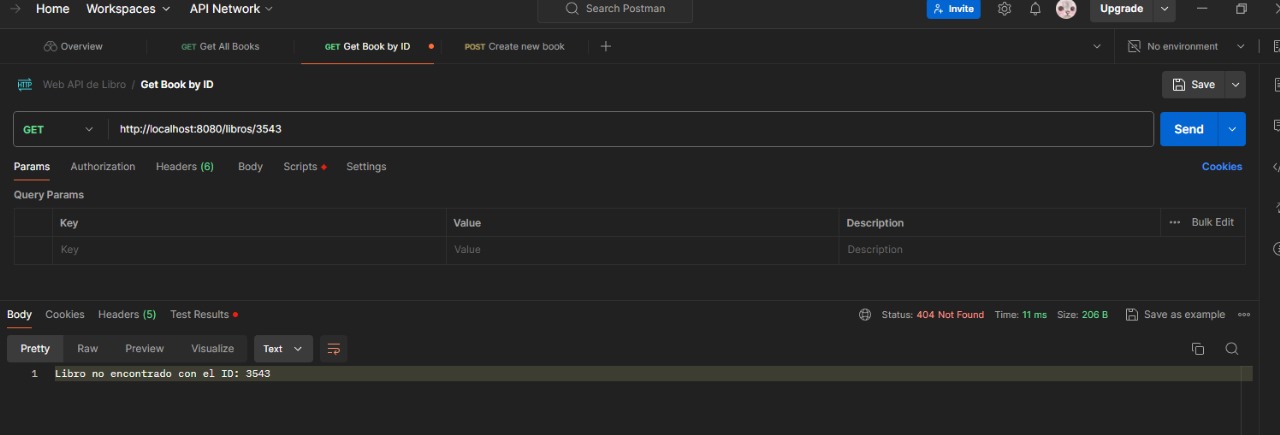 Home Workspaces API Network Search Postman Invite Upgrade
Overview GET Get All Books GET Get Book by ID POST Create new book No environment
HTTP Web API de Libro / Get Book by ID Save
GET http://localhost:8080/libros/3543 Send
Params Authorization Headers (6) Body Scripts Settings Cookies
Query Params
Key Value Description Bulk Edit
Key Value Description
Body Cookies Headers (5) Test Results Status: 404 Not Found Time: 11 ms Size: 206 B Save as example
Pretty Raw Preview Visualize Text
1 Libro no encontrado con el ID: 3543